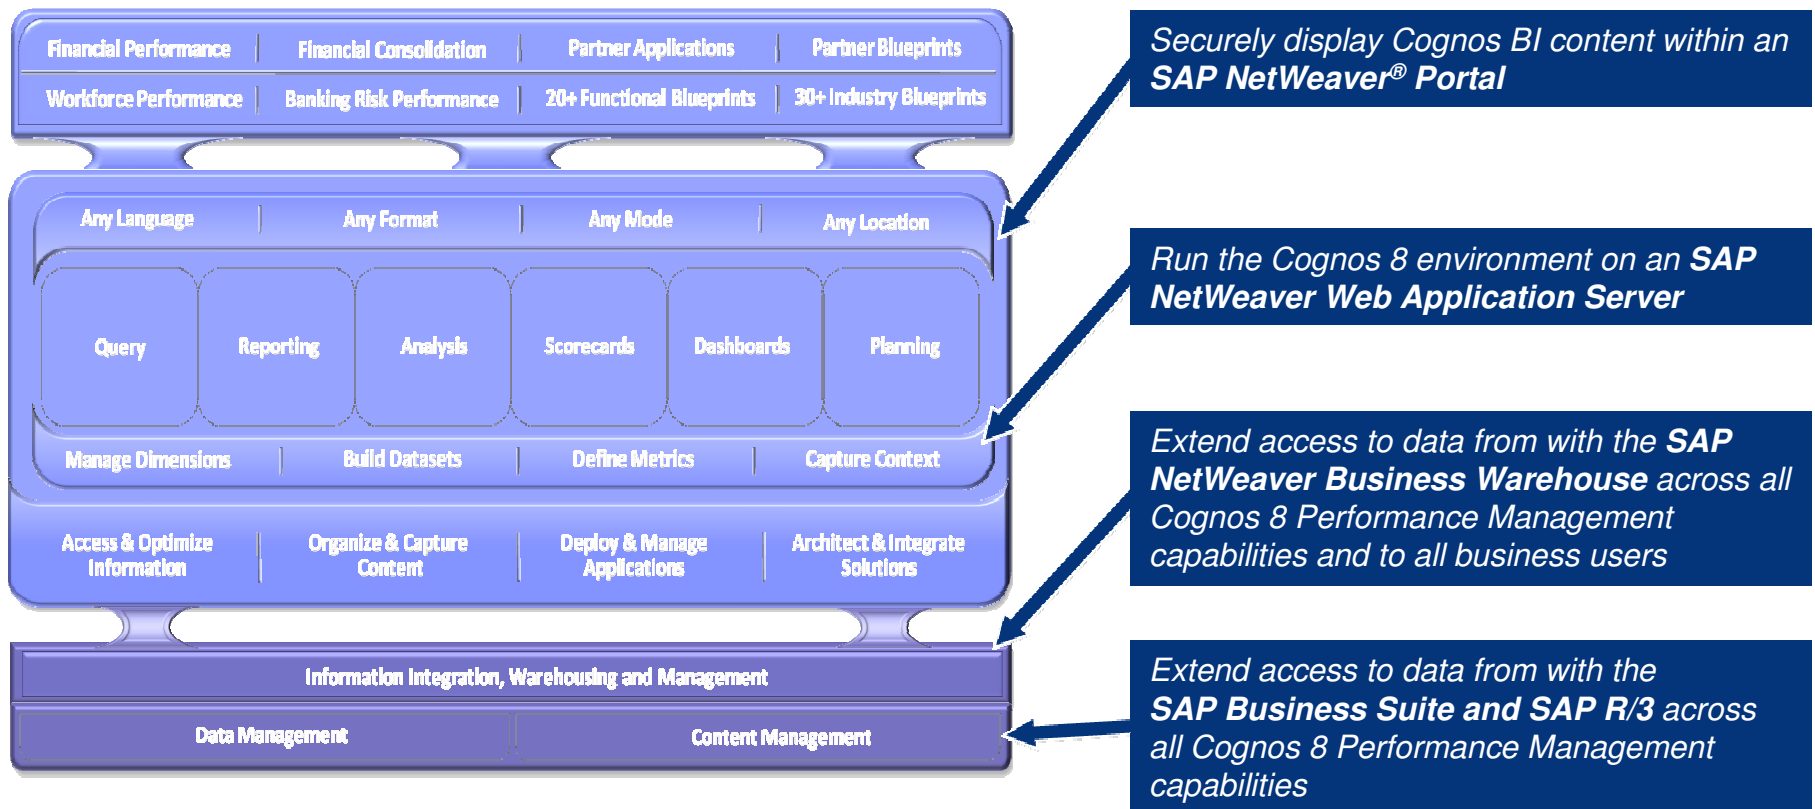 Financial Performance | Financial Consolidation | Partner Applications | Partner Blueprints
Workforce Performance | Banking Risk Performance | 20+ Functional Blueprints | 30+ Industry Blueprints
Any Language | Any Format | Any Mode | Any Location
Query Reporting Analysis Scorecards Dashboards Planning
Manage Dimensions | Build Datasets | Define Metrics | Capture Context
Access & Optimize
Information
Organize & Capture
Content
Deploy & Manage
Applications
Architect & Integrate
Solutions
Information Integration, Warehousing and Management
Data Management
Content Management
Securely display Cognos BI content within an
SAP NetWeaver® Portal
Run the Cognos 8 environment on an SAP
NetWeaver Web Application Server
Extend access to data from with the SAP
NetWeaver Business Warehouse across all
Cognos 8 Performance Management
capabilities and to all business users
Extend access to data from with the
SAP Business Suite and SAP R/3 across
all Cognos 8 Performance Management
capabilities